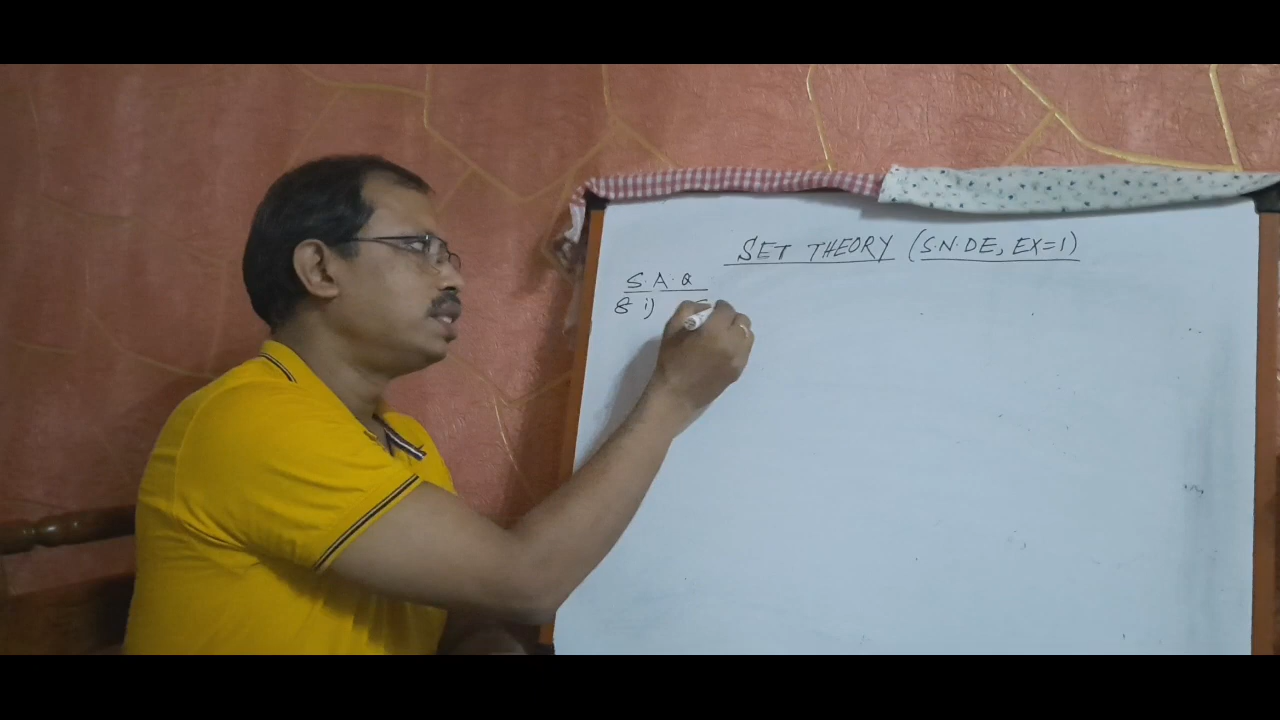 SET THEORY (S.N.DE, EX=1)
S.A.Q
8 i)